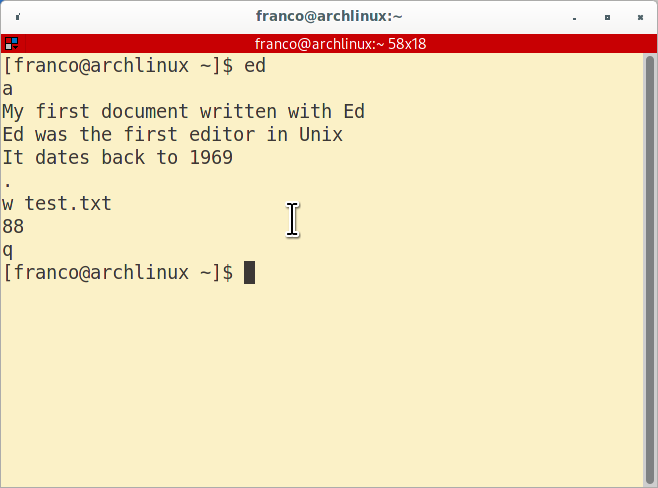 franco@archlinux:~
franco@archlinux:~ 58x18
[franco@archlinux ~]$ ed
a
My first document written with Ed
Ed was the first editor in Unix
It dates back to 1969
.
w test.txt
88
q
[franco@archlinux ~]$